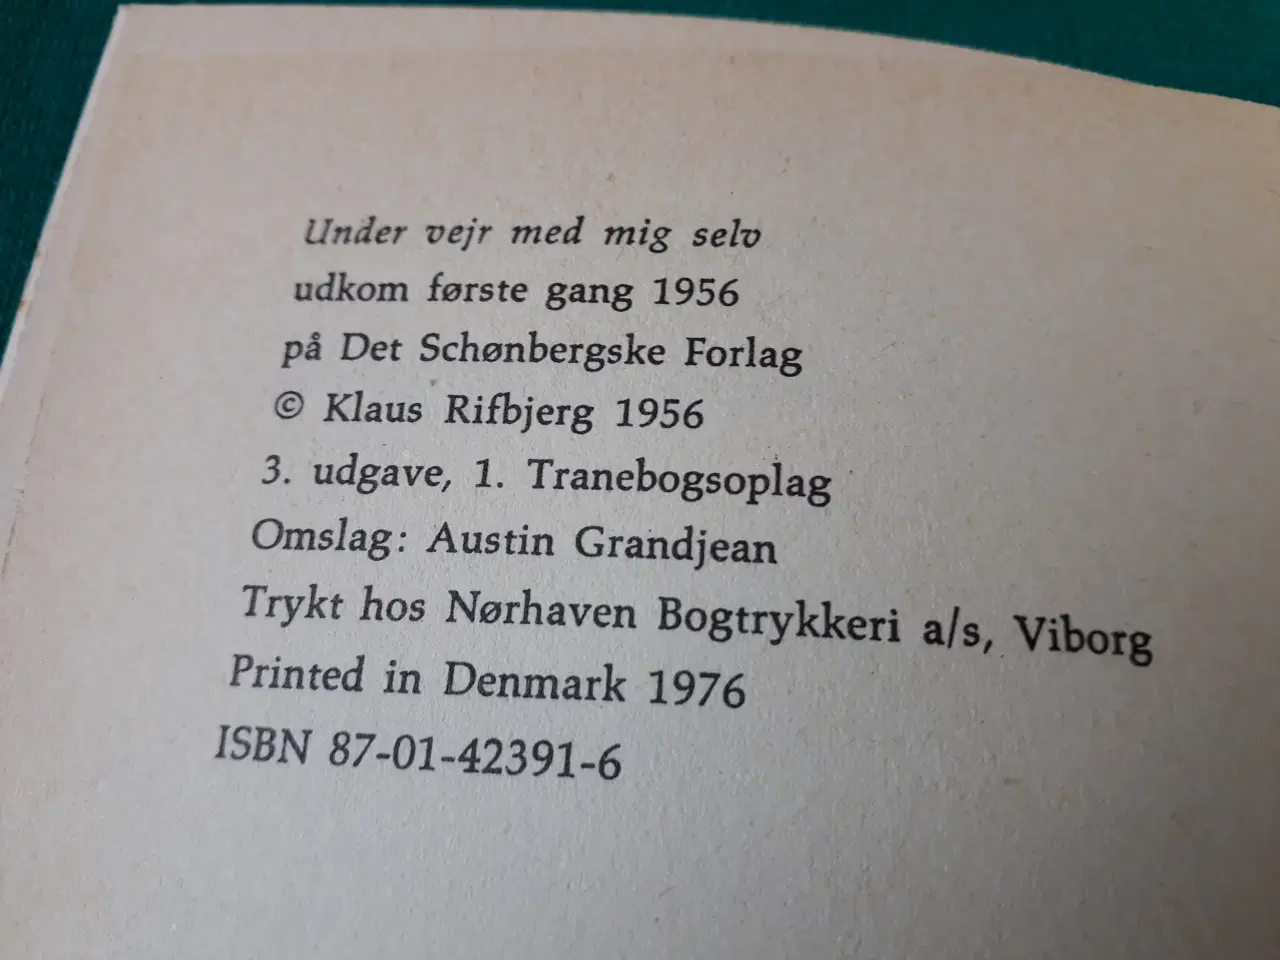 Under vejr med mig selv
udkom første gang 1956
på Det Schønbergske Forlag
© Klaus Rifbjerg 1956
3. udgave, 1. Tranebogsoplag
Omslag: Austin Grandjean
Trykt hos Nørhaven Bogtrykkeri a/s, Viborg
Printed in Denmark 1976
ISBN 87-01-42391-6